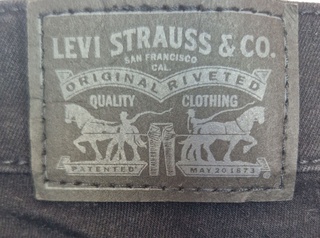 LEVI STRAUSS & CO.
SAN FRANCISCO
CAL
ORIGINAL RIVETED
QUALITY CLOTHING
PATENTED MAY 20 1873